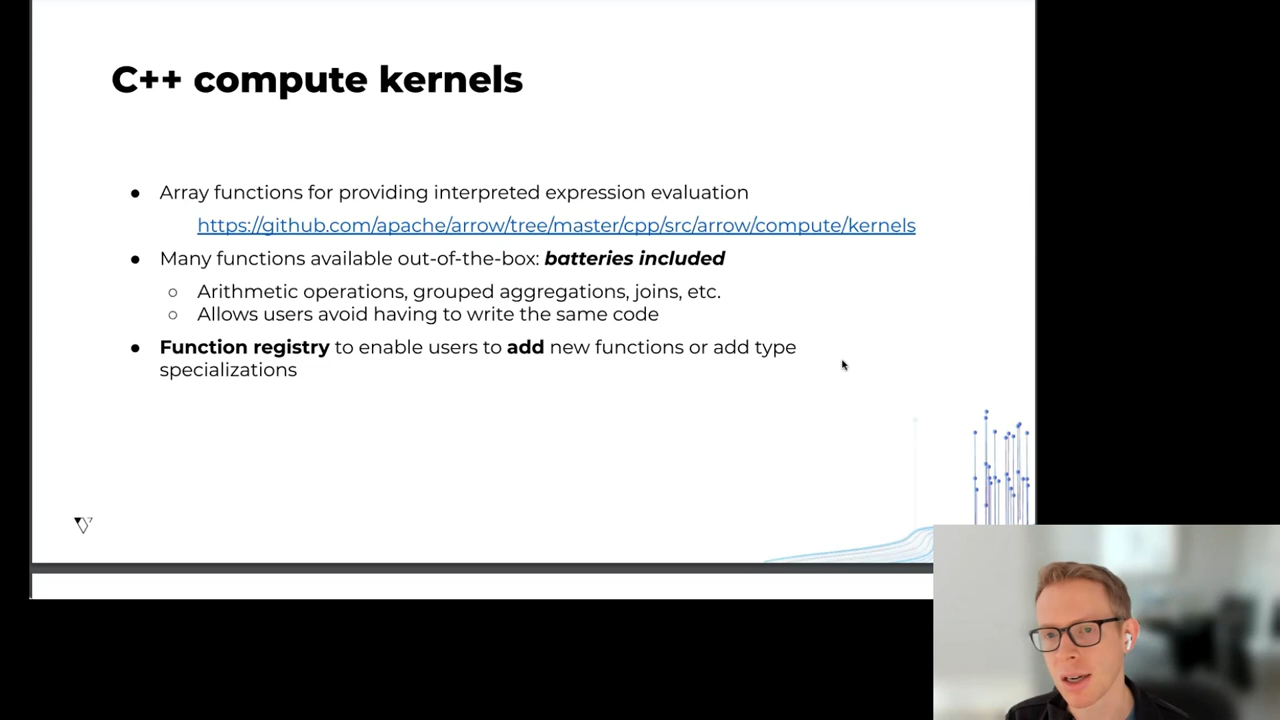 C++ compute kernels
● Array functions for providing interpreted expression evaluation
https://github.com/apache/arrow/tree/master/cpp/src/arrow/compute/kernels
● Many functions available out-of-the-box: batteries included
○ Arithmetic operations, grouped aggregations, joins, etc.
○ Allows users avoid having to write the same code
● Function registry to enable users to add new functions or add type
specializations